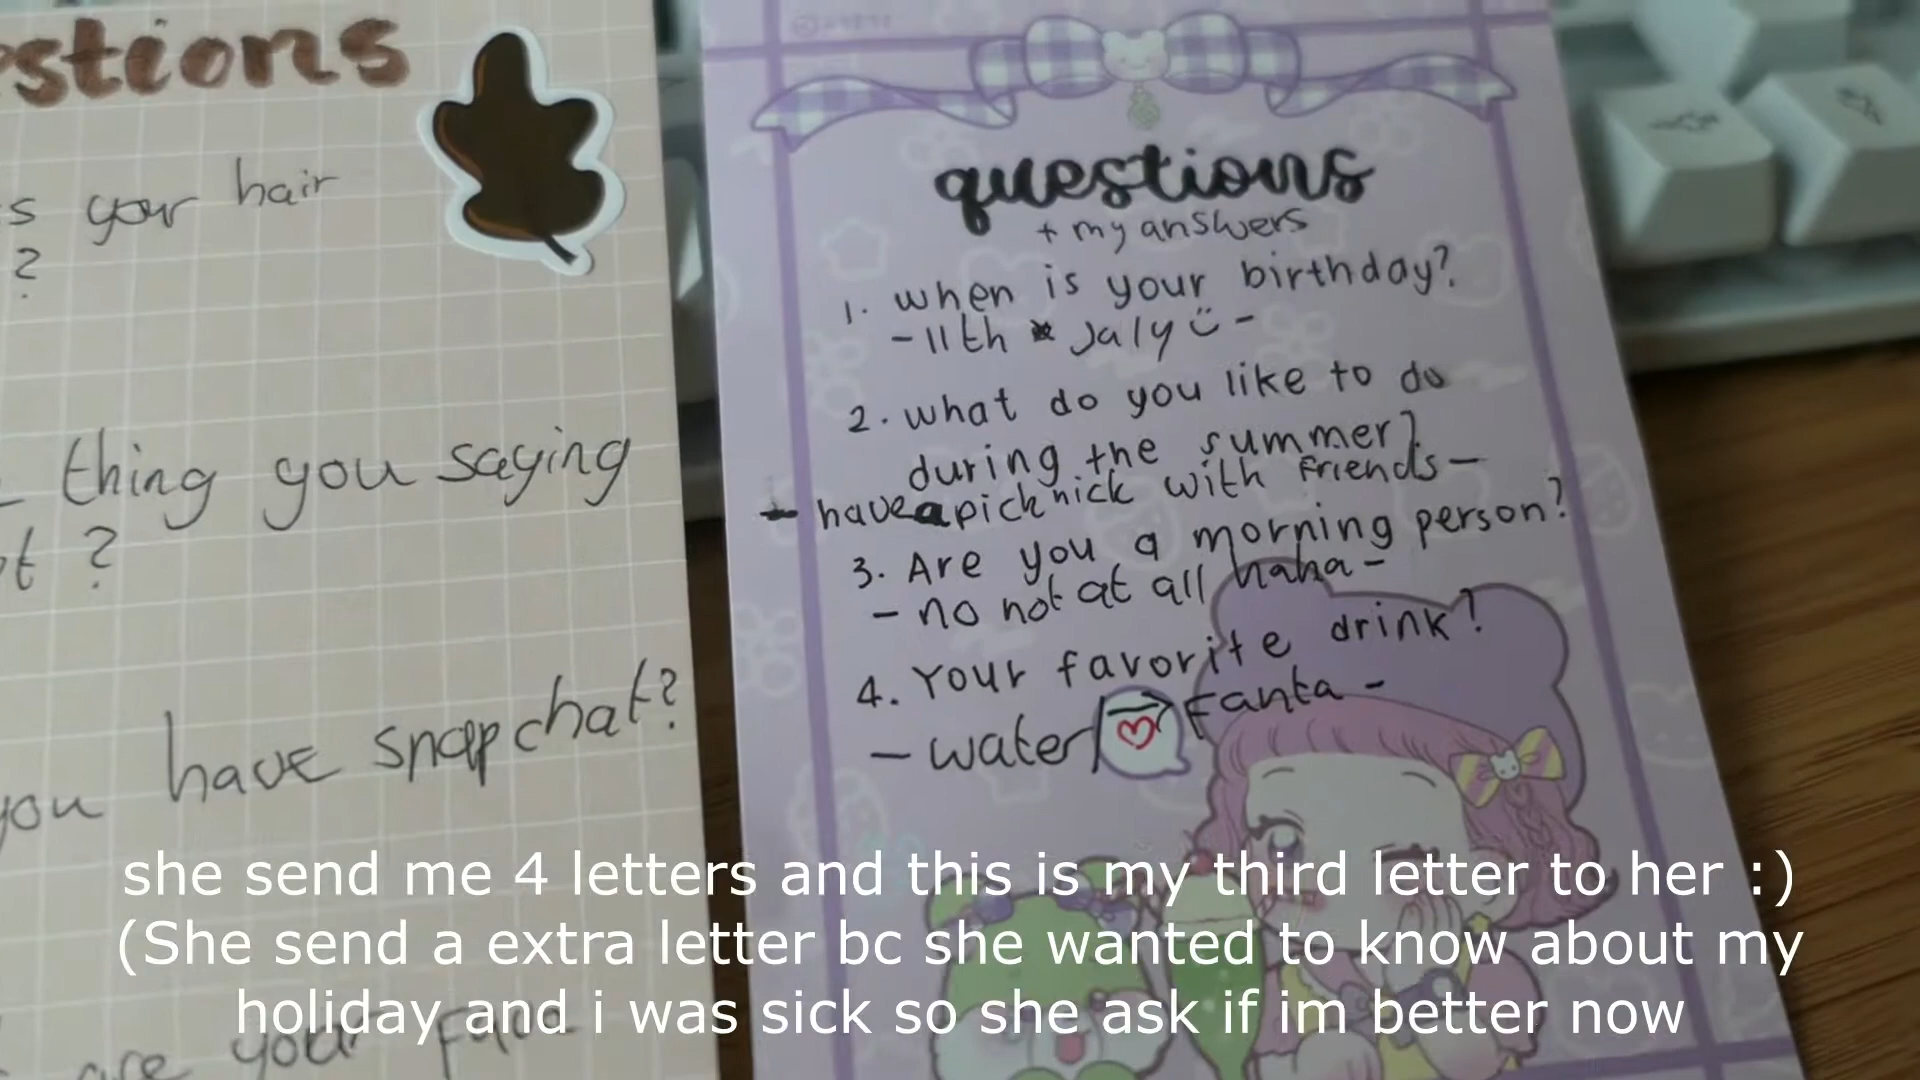 stions
s your hair
?
thing you saying
t ?
you have snapchat?
are your
questions
+ my answers
1. when is your birthday?
- 11th Jaly -
2. what do you like to do
during the summer?
- have a picknick with friends -
3. Are you a morning person?
- no not at all haha -
4. Your favorite drink?
- water / Fanta -
she send me 4 letters and this is my third letter to her :)
(She send a extra letter bc she wanted to know about my
holiday and i was sick so she ask if im better now